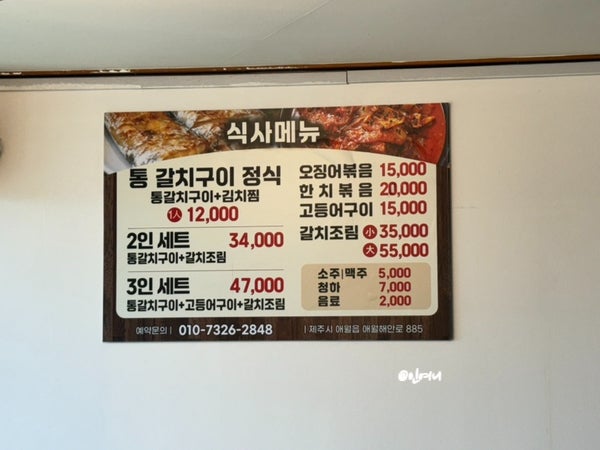 식사메뉴
통 갈치구이 정식
통갈치구이+김치찜
1人 12,000
2인 세트 34,000
통갈치구이+갈치조림
3인 세트 47,000
통갈치구이+고등어구이+갈치조림
오징어볶음 15,000
한치볶음 20,000
고등어구이 15,000
갈치조림 小 35,000
大 55,000
소주|맥주 5,000
청하 7,000
음료 2,000
예약문의 | 010-7326-2848
| 제주시 애월읍 애월해안로 885
@인여니